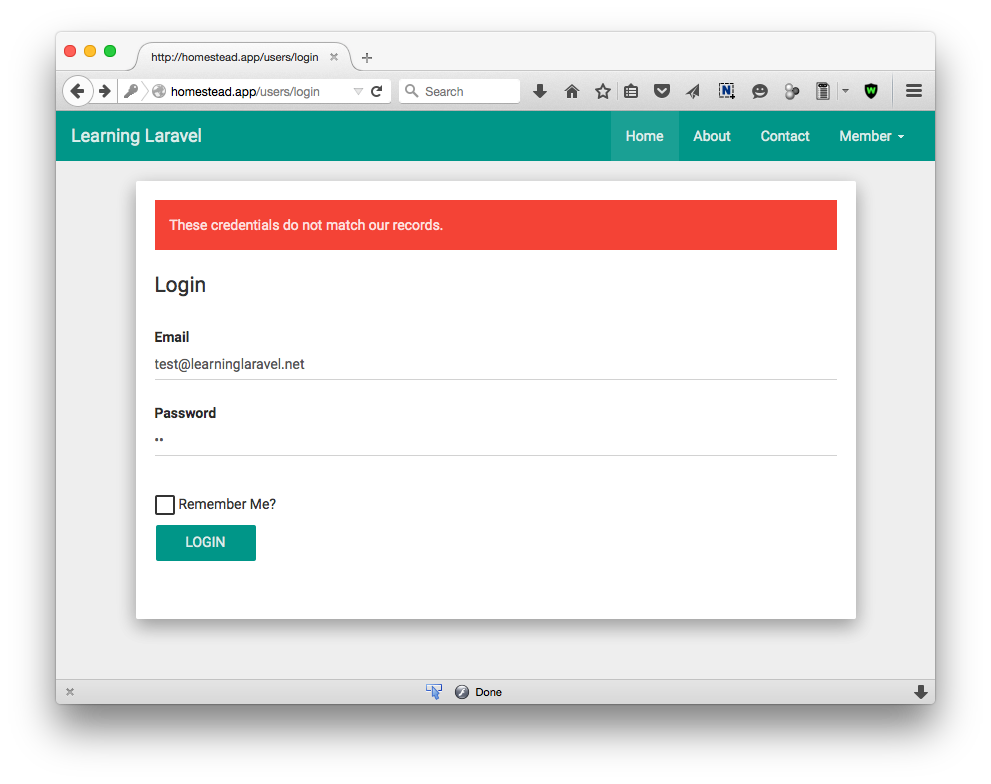 http://homestead.app/users/login
homestead.app/users/login
Search
Learning Laravel Home About Contact Member
These credentials do not match our records.
Login
Email
test@learninglaravel.net
Password
••
Remember Me?
LOGIN
Done